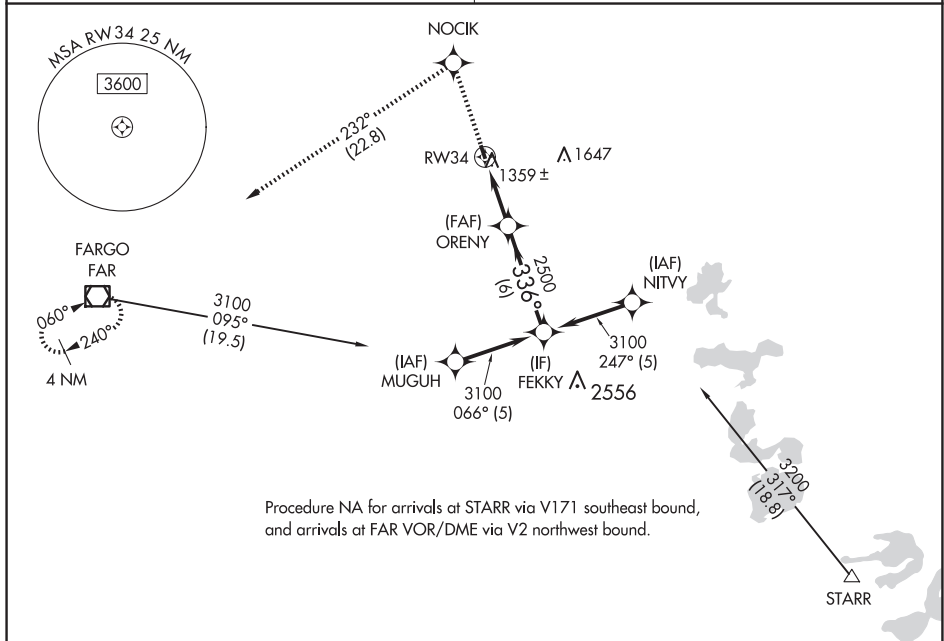 MSA RW34 25 NM
3600
NOCIK
232°
(22.8)
RW34
1647
1359 ±
(FAF)
ORENY
2500
336°
(6)
(IAF)
NITVY
3100
247° (5)
FARGO
FAR
060°
240°
4 NM
3100
095°
(19.5)
(IAF)
MUGUH
3100
066° (5)
(IF)
FEKKY
2556
3200
317°
(18.8)
STARR
Procedure NA for arrivals at STARR via V171 southeast bound,
and arrivals at FAR VOR/DME via V2 northwest bound.